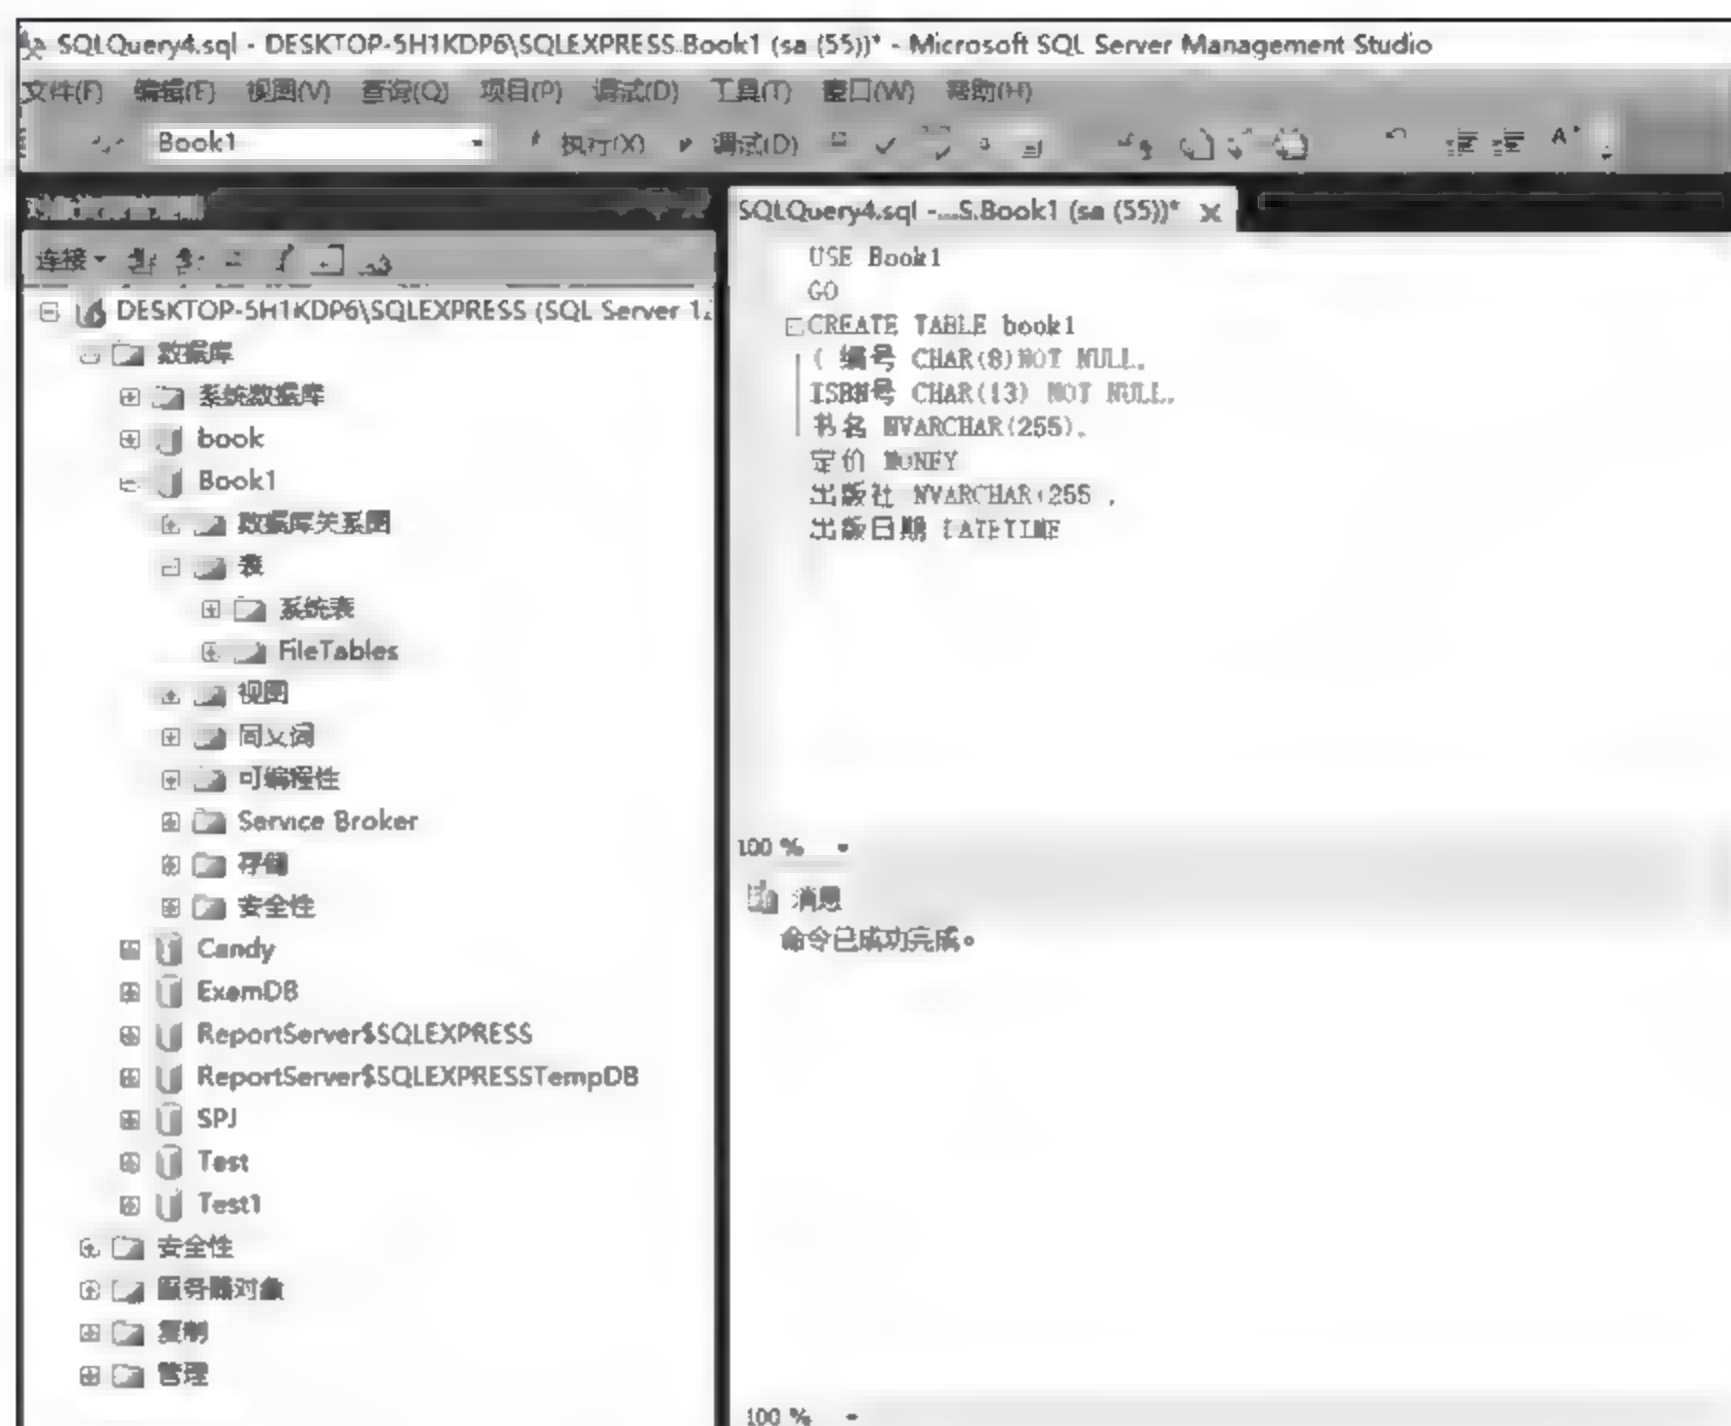 SQLQuery4.sql - DESKTOP-5H1KDP6\SQLEXPRESS.Book1 (sa (55))* - Microsoft SQL Server Management Studio
文件(F) 编辑(E) 视图(V) 查询(Q) 项目(P) 调试(D) 工具(T) 窗口(W) 帮助(H)
Book1 执行(X) 调试(D)
SQLQuery4.sql -...S.Book1 (sa (55))* ×
连接
DESKTOP-5H1KDP6\SQLEXPRESS (SQL Server 1
数据库
系统数据库
book
Book1
数据库关系图
表
系统表
FileTables
视图
同义词
可编程性
Service Broker
存储
安全性
Candy
ExamDB
ReportServer$SQLEXPRESS
ReportServer$SQLEXPRESSTempDB
SPJ
Test
Test1
安全性
服务器对象
复制
管理
USE Book1
GO
CREATE TABLE book1
( 编号 CHAR(8)NOT NULL,
ISBN号 CHAR(13) NOT NULL,
书名 NVARCHAR(255),
定价 MONEY
出版社 NVARCHAR(255 ,
出版日期 DATETIME
100 %
消息
命令已成功完成。
100 %